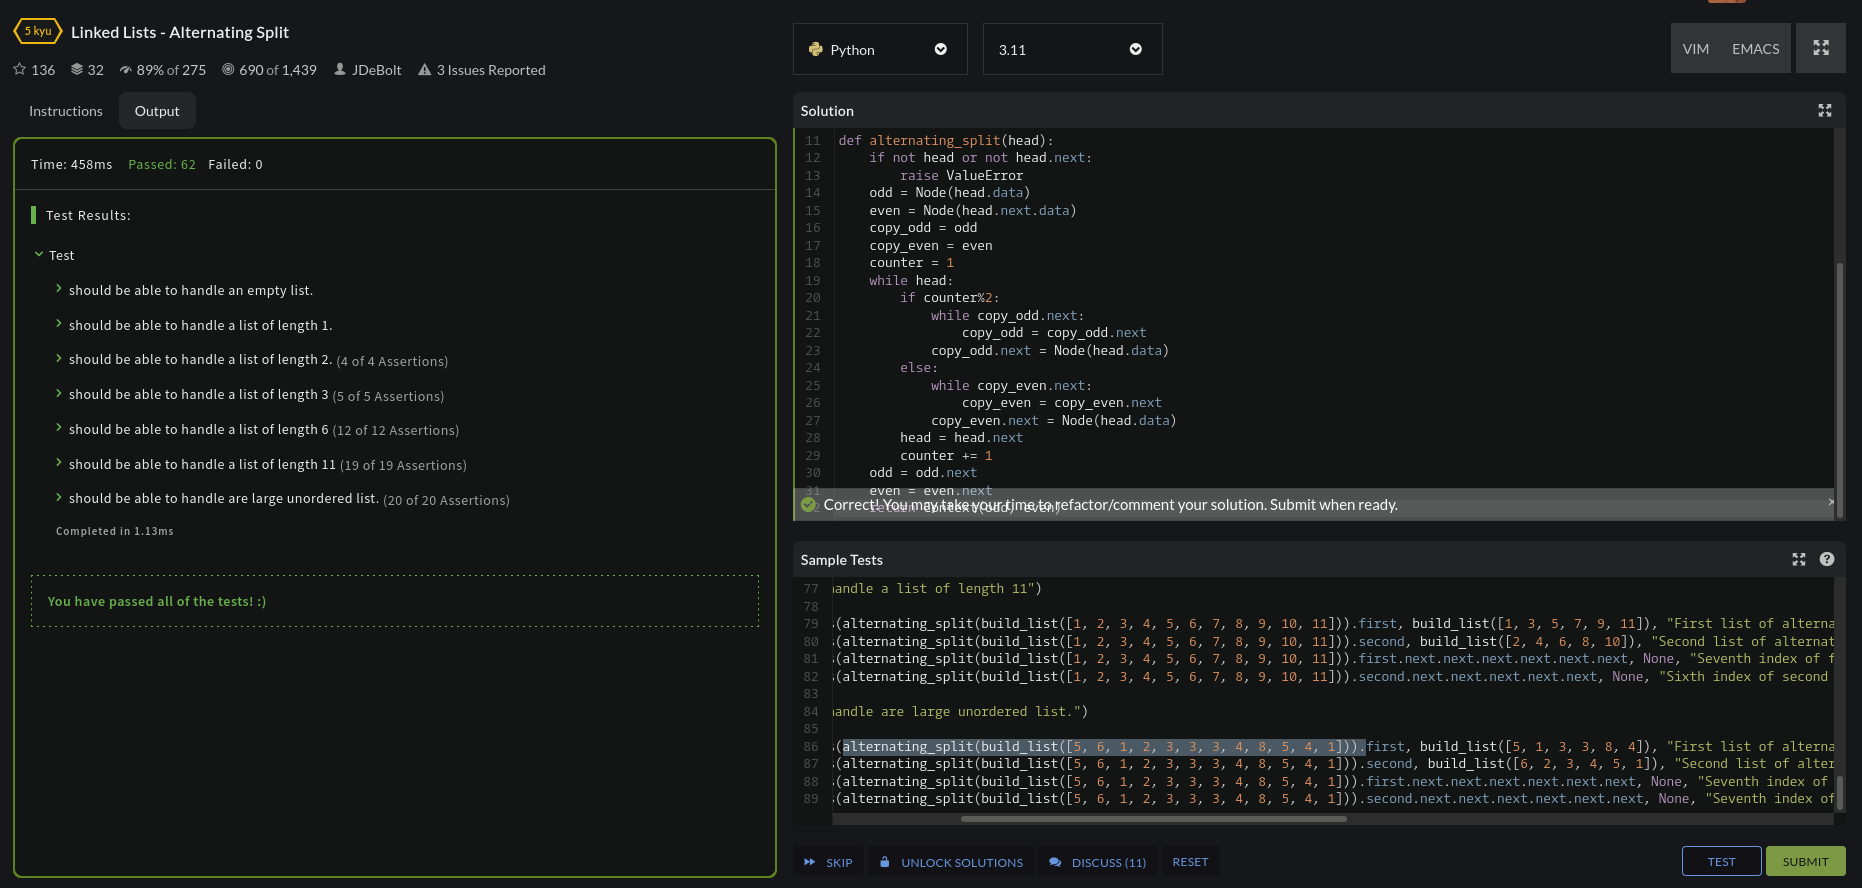 5 kyu Linked Lists - Alternating Split
136 32 89% of 275 690 of 1,439 JDeBolt 3 Issues Reported
Instructions Output
Time: 458ms Passed: 62 Failed: 0
Test Results:
Test
should be able to handle an empty list.
should be able to handle a list of length 1.
should be able to handle a list of length 2. (4 of 4 Assertions)
should be able to handle a list of length 3 (5 of 5 Assertions)
should be able to handle a list of length 6 (12 of 12 Assertions)
should be able to handle a list of length 11 (19 of 19 Assertions)
should be able to handle are large unordered list. (20 of 20 Assertions)
Completed in 1.13ms
You have passed all of the tests! :)
Python 3.11 VIM EMACS
Solution
11 def alternating_split(head):
12 if not head or not head.next:
13 raise ValueError
14 odd = Node(head.data)
15 even = Node(head.next.data)
16 copy_odd = odd
17 copy_even = even
18 counter = 1
19 while head:
20 if counter%2:
21 while copy_odd.next:
22 copy_odd = copy_odd.next
23 copy_odd.next = Node(head.data)
24 else:
25 while copy_even.next:
26 copy_even = copy_even.next
27 copy_even.next = Node(head.data)
28 head = head.next
29 counter += 1
30 odd = odd.next
31 even = even.next
return Context(odd, even)
Correct! You may take your time to refactor/comment your solution. Submit when ready.
Sample Tests
77 handle a list of length 11")
78
79 (alternating_split(build_list([1, 2, 3, 4, 5, 6, 7, 8, 9, 10, 11])).first, build_list([1, 3, 5, 7, 9, 11]), "First list of alterna
80 (alternating_split(build_list([1, 2, 3, 4, 5, 6, 7, 8, 9, 10, 11])).second, build_list([2, 4, 6, 8, 10]), "Second list of alternat
81 (alternating_split(build_list([1, 2, 3, 4, 5, 6, 7, 8, 9, 10, 11])).first.next.next.next.next.next.next, None, "Seventh index of f
82 (alternating_split(build_list([1, 2, 3, 4, 5, 6, 7, 8, 9, 10, 11])).second.next.next.next.next.next, None, "Sixth index of second
83
84 handle are large unordered list.")
85
86 (alternating_split(build_list([5, 6, 1, 2, 3, 3, 3, 4, 8, 5, 4, 1])).first, build_list([5, 1, 3, 3, 8, 4]), "First list of alterna
87 (alternating_split(build_list([5, 6, 1, 2, 3, 3, 3, 4, 8, 5, 4, 1])).second, build_list([6, 2, 3, 4, 5, 1]), "Second list of alter
88 (alternating_split(build_list([5, 6, 1, 2, 3, 3, 3, 4, 8, 5, 4, 1])).first.next.next.next.next.next.next, None, "Seventh index of
89 (alternating_split(build_list([5, 6, 1, 2, 3, 3, 3, 4, 8, 5, 4, 1])).second.next.next.next.next.next.next, None, "Seventh index of
SKIP UNLOCK SOLUTIONS DISCUSS (11) RESET TEST SUBMIT